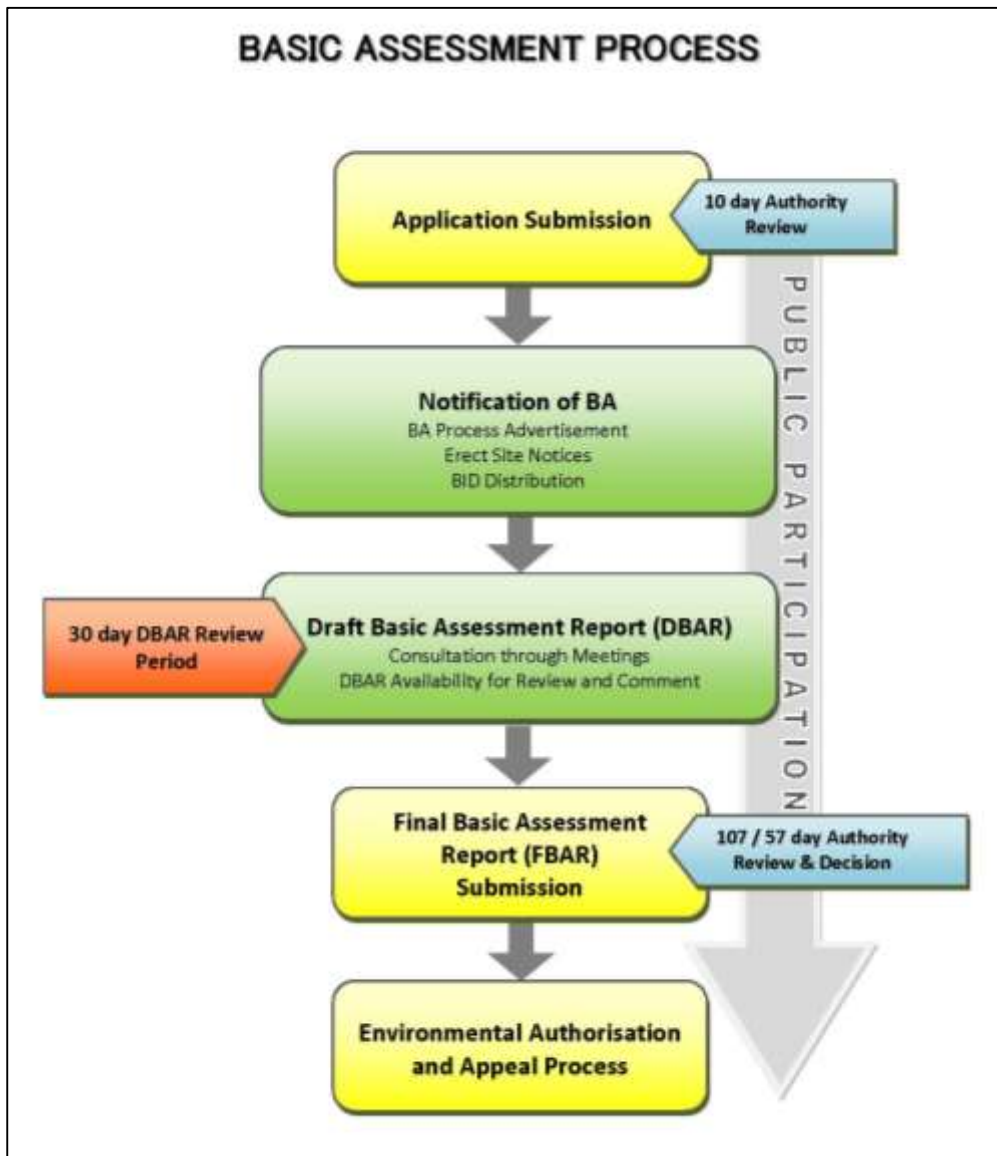 BASIC ASSESSMENT PROCESS
Application Submission
10 day Authority
Review
Notification of BA
BA Process Advertisement
Erect Site Notices
BID Distribution
30 day DBAR Review
Period
Draft Basic Assessment Report (DBAR)
Consultation through Meetings
DBAR Availability for Review and Comment
Final Basic Assessment
Report (FBAR)
Submission
107 / 57 day Authority
Review & Decision
Environmental Authorisation
and Appeal Process
PUBLIC PARTICIPATION